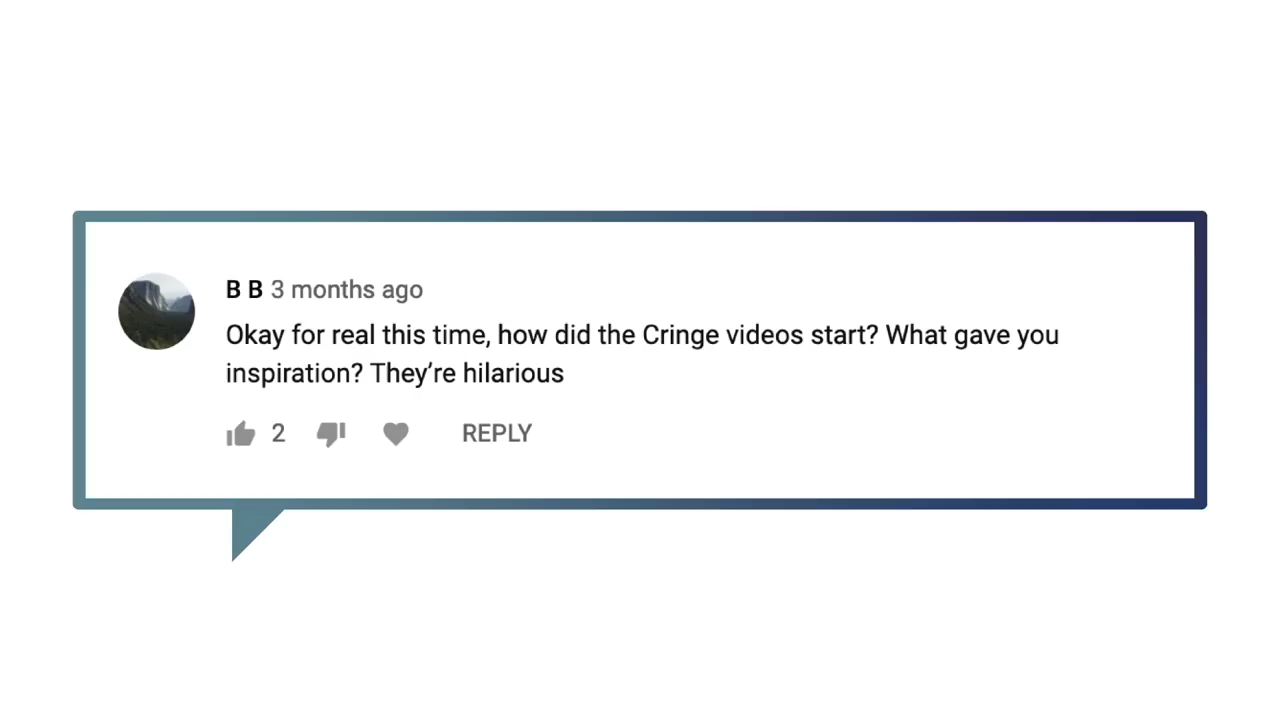 B B 3 months ago
Okay for real this time, how did the Cringe videos start? What gave you
inspiration? They’re hilarious
2 REPLY